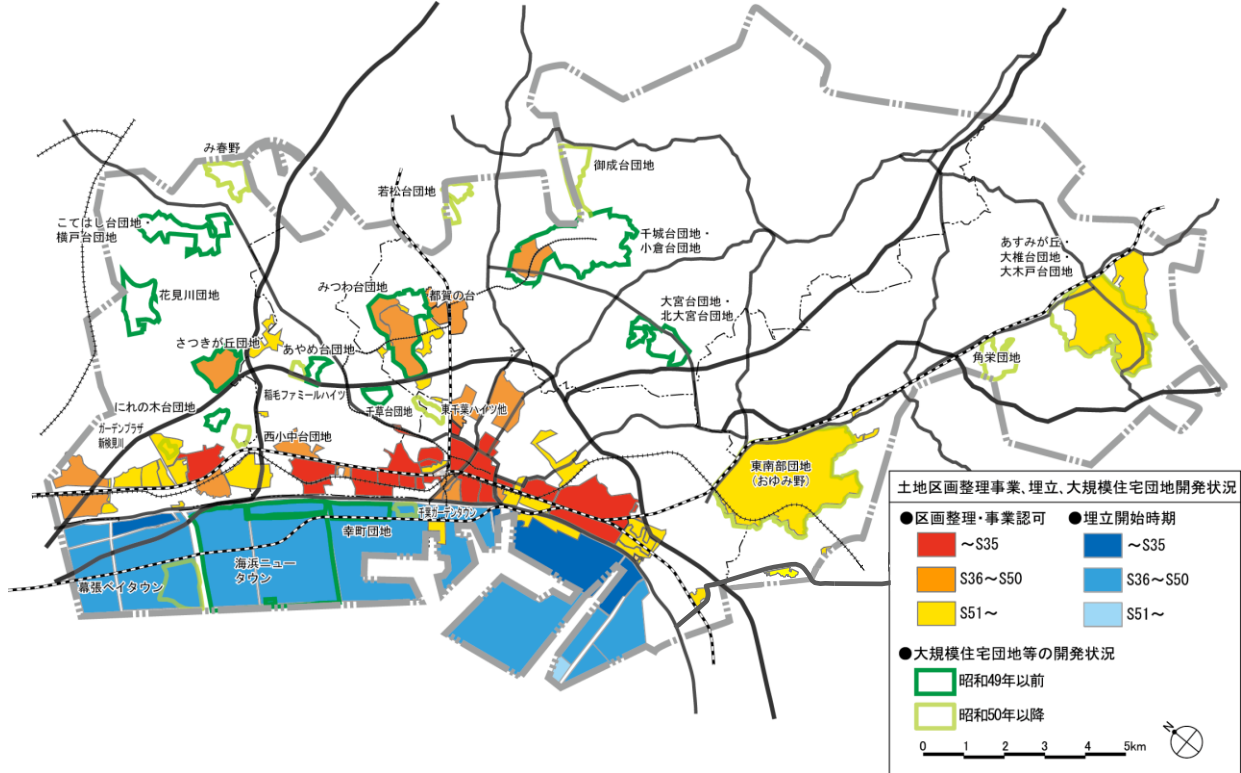 み春野
御成台団地
若松台団地
こてはし台団地・
横戸台団地
千城台団地・
小倉台団地
あすみが丘・
大椎台団地・
大木戸台団地
花見川団地
みつわ台団地
都賀の台
大宮台団地・
北大宮台団地
さつきが丘団地
あやめ台団地
角栄団地
稲毛ファミールハイツ
千草台団地
東千葉ハイツ他
にれの木台団地
ガーデンプラザ
新検見川
西小中台団地
東南部団地
(おゆみ野)
千葉ガーデンタウン
幸町団地
海浜ニュー
タウン
幕張ベイタウン
土地区画整理事業、埋立、大規模住宅団地開発状況
●区画整理・事業認可
～S35
S36～S50
S51～
●埋立開始時期
～S35
S36～S50
S51～
●大規模住宅団地等の開発状況
昭和49年以前
昭和50年以降
N
0 1 2 3 4 5km